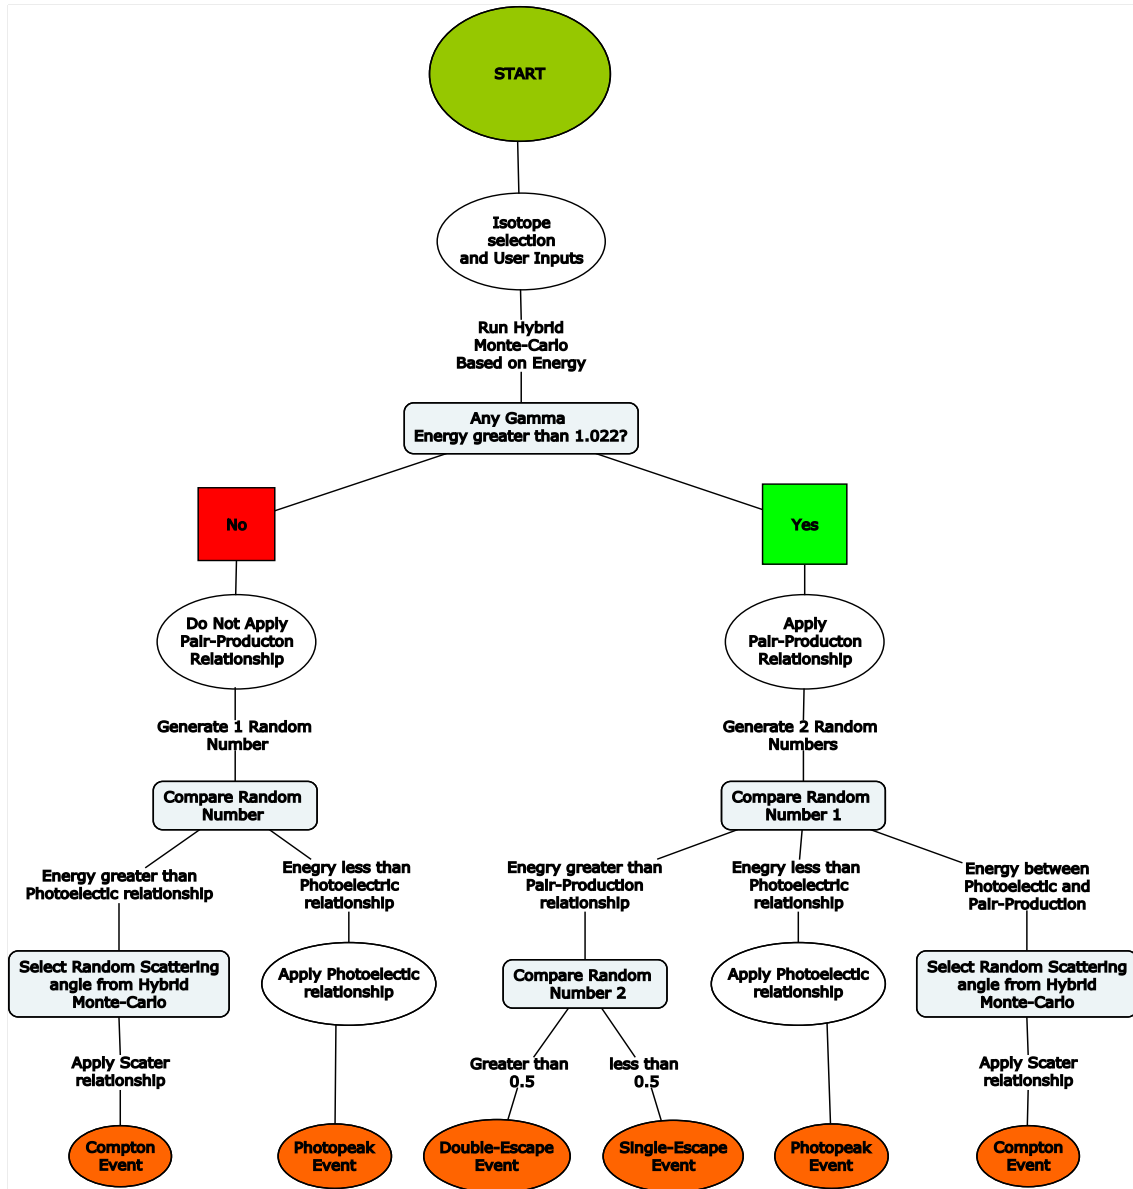 START
Isotope
selection
and User Inputs
Run Hybrid
Monte-Carlo
Based on Energy
Any Gamma
Energy greater than 1.022?
No
Yes
Do Not Apply
Pair-Producton
Relationship
Apply
Pair-Producton
Relationship
Generate 1 Random
Number
Generate 2 Random
Numbers
Compare Random
Number
Compare Random
Number 1
Energy greater than
Photoelectic relationship
Enegry less than
Photoelectric
relationship
Enegry greater than
Pair-Production
relationship
Enegry less than
Photoelectric
relationship
Energy between
Photoelectic and
Pair-Production
Select Random Scattering
angle from Hybrid
Monte-Carlo
Apply Photoelectic
relationship
Compare Random
Number 2
Apply Photoelectic
relationship
Select Random Scattering
angle from Hybrid
Monte-Carlo
Apply Scater
relationship
Greater than
0.5
less than
0.5
Apply Scater
relationship
Compton
Event
Photopeak
Event
Double-Escape
Event
Single-Escape
Event
Photopeak
Event
Compton
Event